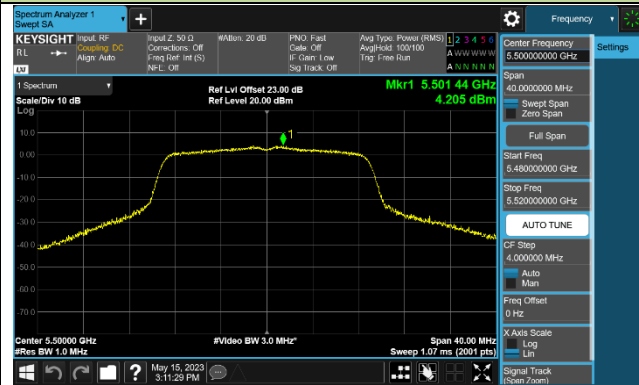 Spectrum Analyzer 1
Swept SA
Frequency
KEYSIGHT
RL
Input: RF
Coupling: DC
Align: Auto
Input Z: 50 Ω
Corrections: Off
Freq Ref: Int (S)
NFE: Off
#Atten: 20 dB
PNO: Fast
Gate: Off
IF Gain: Low
Sig Track: Off
Avg Type: Power (RMS)
Avg|Hold: 100/100
Trig: Free Run
1 2 3 4 5 6
A W W W W W
A N N N N N
1 Spectrum
Scale/Div 10 dB
Log
Ref Lvl Offset 23.00 dB
Ref Level 20.00 dBm
Mkr1 5.501 44 GHz
4.205 dBm
1
10.0
0.00
-10.0
-20.0
-30.0
-40.0
-50.0
-60.0
-70.0
Center 5.50000 GHz
#Res BW 1.0 MHz
#Video BW 3.0 MHz*
Span 40.00 MHz
Sweep 1.07 ms (2001 pts)
May 15, 2023
3:11:29 PM
Center Frequency
5.500000000 GHz
Span
40.0000000 MHz
Swept Span
Zero Span
Full Span
Start Freq
5.480000000 GHz
Stop Freq
5.520000000 GHz
AUTO TUNE
CF Step
4.000000 MHz
Auto
Man
Freq Offset
0 Hz
X Axis Scale
Log
Lin
Signal Track
(Span Zoom)
Settings